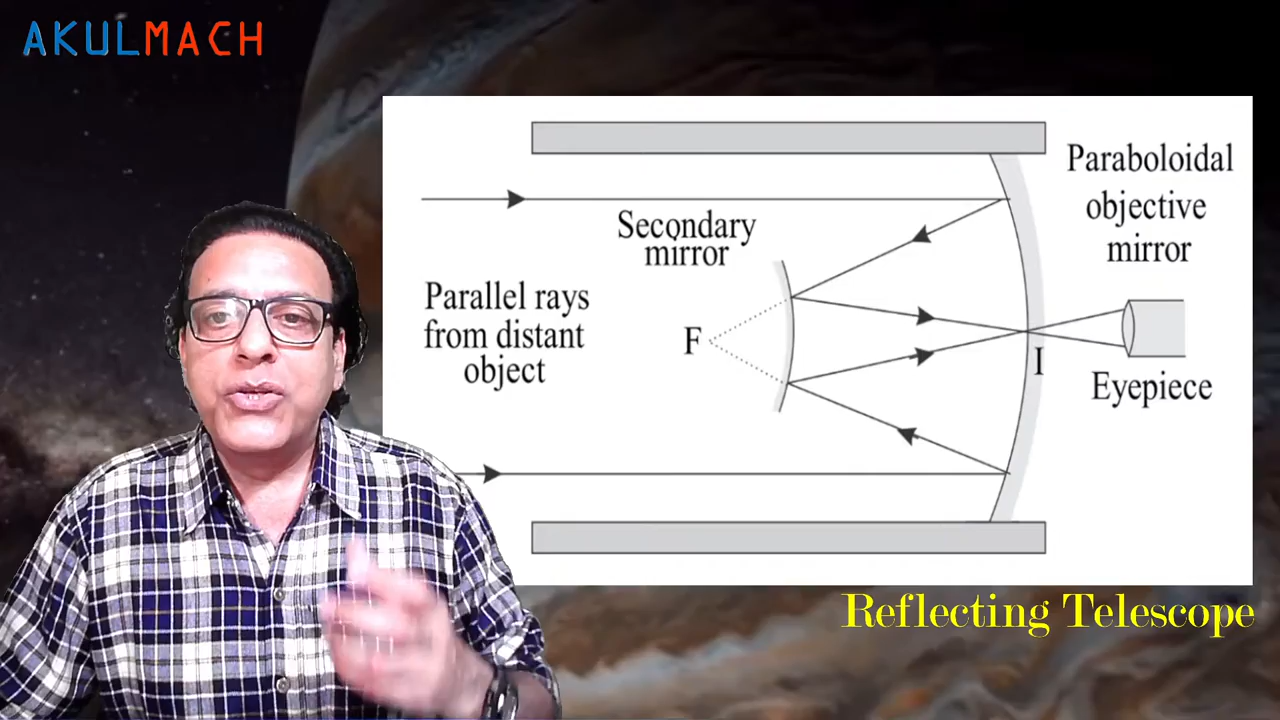 AKULMACH
Paraboloidal
objective
mirror
Secondary
mirror
Parallel rays
from distant
object
F
I
Eyepiece
Reflecting Telescope